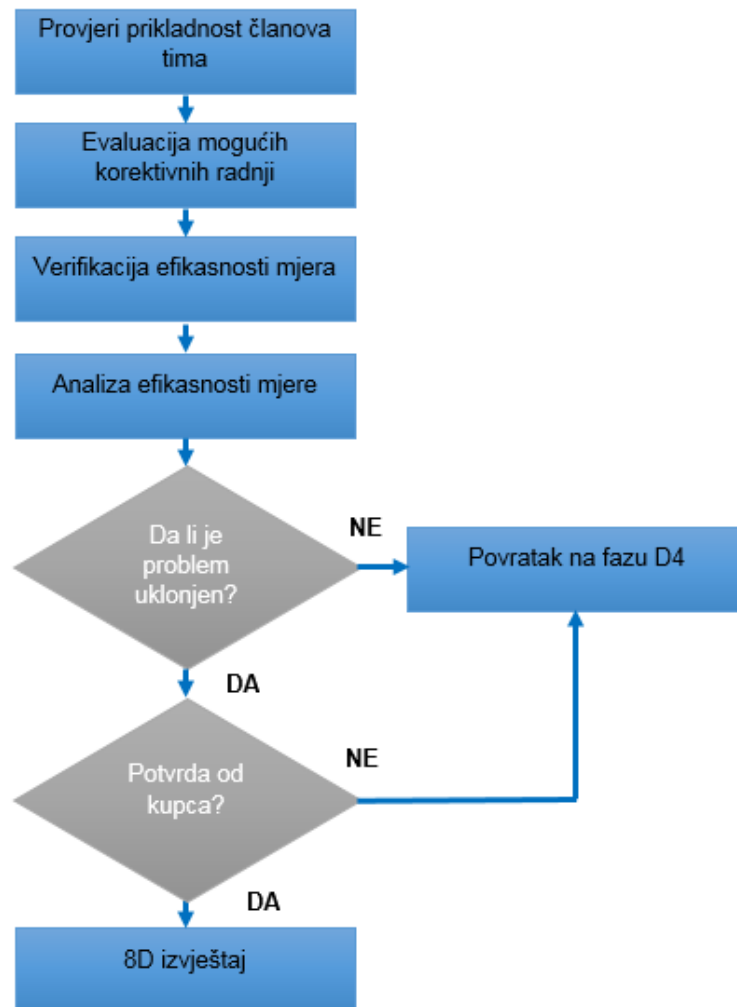 Provjeri prikladnost članova
tima
Evaluacija mogućih
korektivnih radnji
Verifikacija efikasnosti mjera
Analiza efikasnosti mjere
Da li je
problem
uklonjen?
NE
Povratak na fazu D4
DA
Potvrda od
kupca?
NE
DA
8D izvještaj